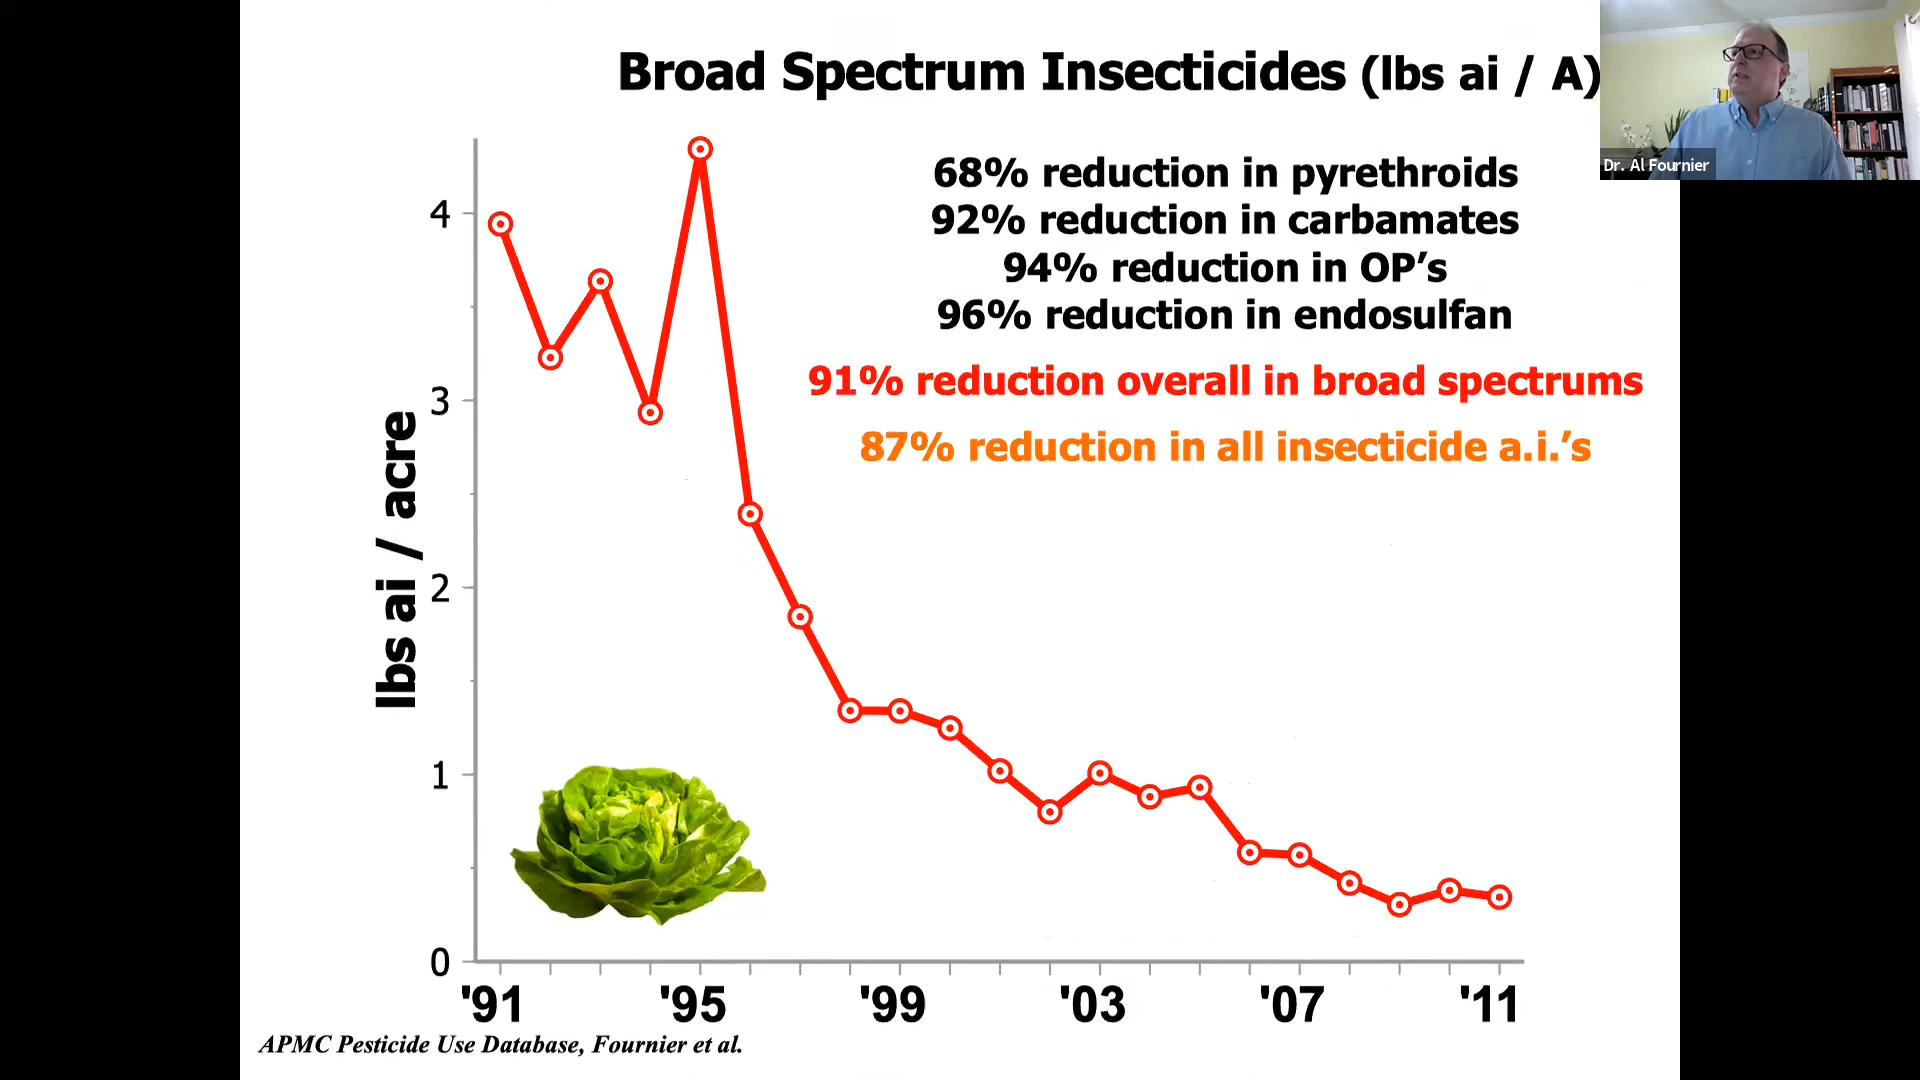 Broad Spectrum Insecticides (lbs ai / A)
Dr. Al Fournier
68% reduction in pyrethroids
92% reduction in carbamates
94% reduction in OP’s
96% reduction in endosulfan
91% reduction overall in broad spectrums
87% reduction in all insecticide a.i.’s
lbs ai / acre
4
3
2
1
0
'91 '95 '99 '03 '07 '11
APMC Pesticide Use Database, Fournier et al.